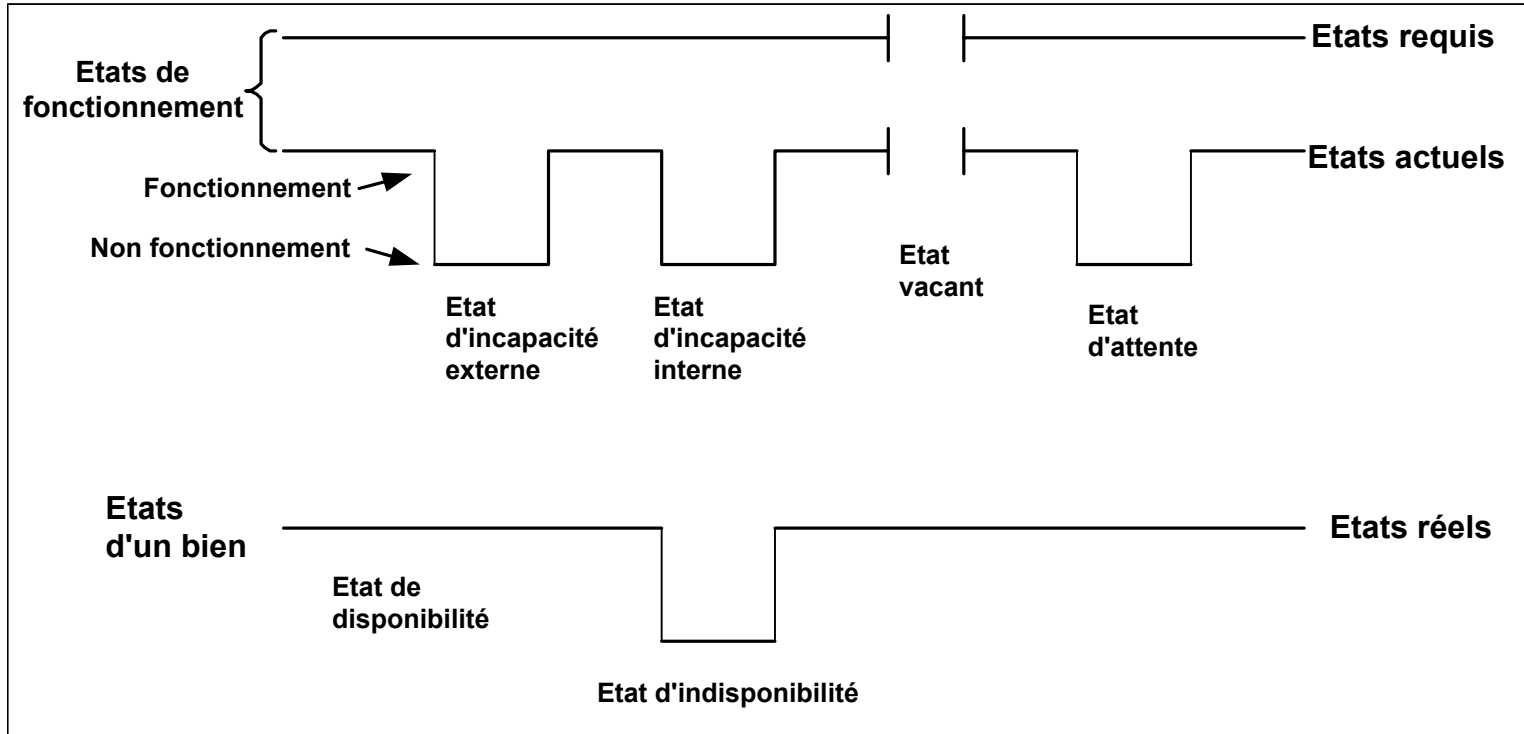 Etats requis
Etats de
fonctionnement
Etats actuels
Fonctionnement
Non fonctionnement
Etat
d'incapacité
externe
Etat
d'incapacité
interne
Etat
vacant
Etat
d'attente
Etats
d'un bien
Etats réels
Etat de
disponibilité
Etat d'indisponibilité